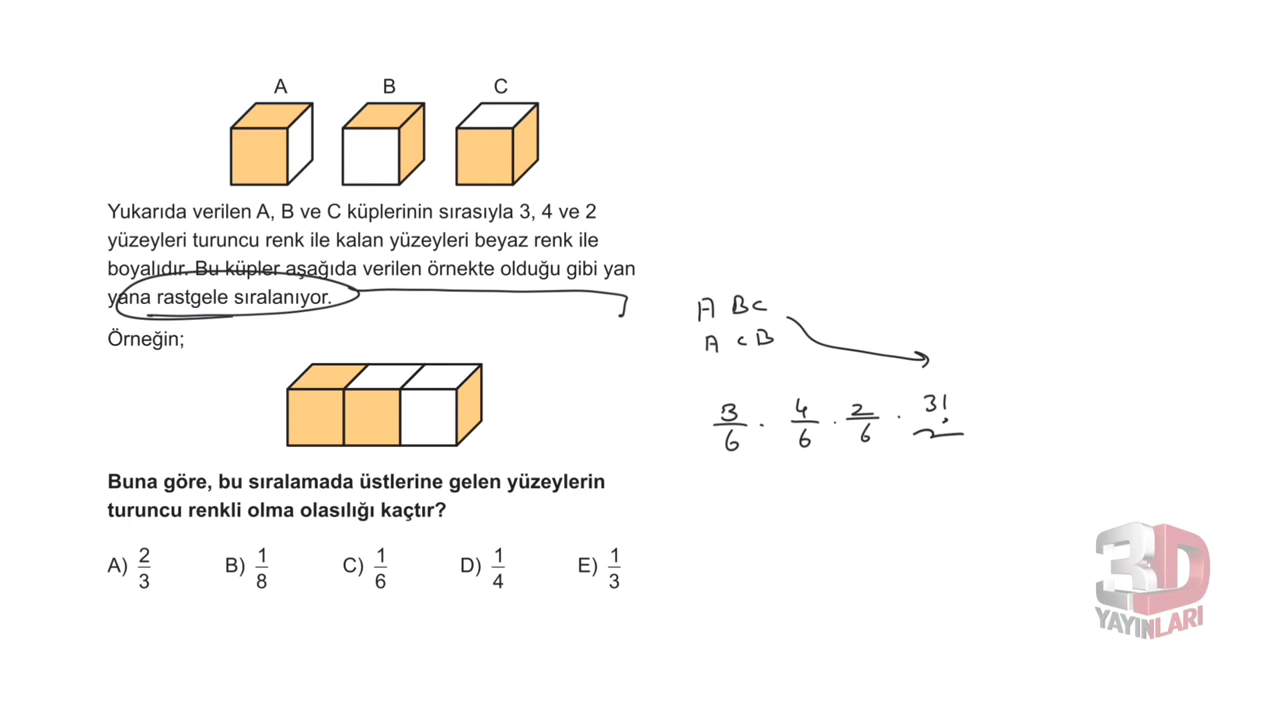 A B C
Yukarıda verilen A, B ve C küplerinin sırasıyla 3, 4 ve 2
yüzeyleri turuncu renk ile kalan yüzeyleri beyaz renk ile
boyalıdır. Bu küpler aşağıda verilen örnekte olduğu gibi yan
yana rastgele sıralanıyor.
Örneğin;
Buna göre, bu sıralamada üstlerine gelen yüzeylerin
turuncu renkli olma olasılığı kaçtır?
A) 2/3 B) 1/8 C) 1/6 D) 1/4 E) 1/3
A B C
A C B
3/6 . 4/6 . 2/6 . 3!
3D
YAYINLARI